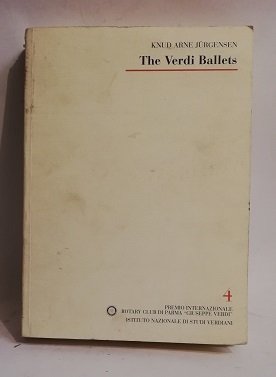 KNUD ARNE JÜRGENSEN
The Verdi Ballets
4
PREMIO INTERNAZIONALE
ROTARY CLUB DI PARMA "GIUSEPPE VERDI"
ISTITUTO NAZIONALE DI STUDI VERDIANI